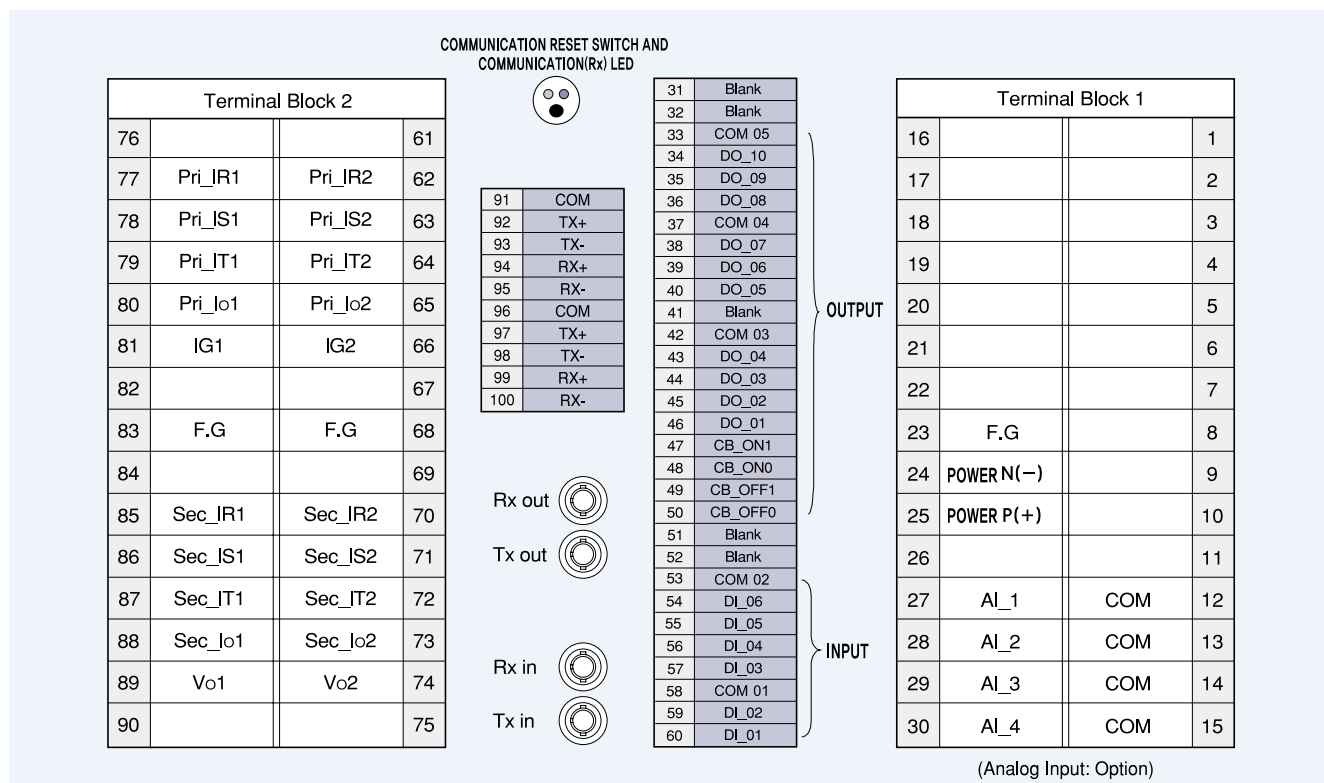 COMMUNICATION RESET SWITCH AND
COMMUNICATION(Rx) LED
Terminal Block 2
76 61
77 Pri_IR1 Pri_IR2 62
78 Pri_IS1 Pri_IS2 63
79 Pri_IT1 Pri_IT2 64
80 Pri_Io1 Pri_Io2 65
81 IG1 IG2 66
82 67
83 F.G F.G 68
84 69
85 Sec_IR1 Sec_IR2 70
86 Sec_IS1 Sec_IS2 71
87 Sec_IT1 Sec_IT2 72
88 Sec_Io1 Sec_Io2 73
89 Vo1 Vo2 74
90 75
91 COM
92 TX+
93 TX-
94 RX+
95 RX-
96 COM
97 TX+
98 TX-
99 RX+
100 RX-
Rx out
Tx out
Rx in
Tx in
31 Blank
32 Blank
33 COM 05
34 DO_10
35 DO_09
36 DO_08
37 COM 04
38 DO_07
39 DO_06
40 DO_05
41 Blank
42 COM 03
43 DO_04
44 DO_03
45 DO_02
46 DO_01
47 CB_ON1
48 CB_ON0
49 CB_OFF1
50 CB_OFF0
51 Blank
52 Blank
53 COM 02
54 DI_06
55 DI_05
56 DI_04
57 DI_03
58 COM 01
59 DI_02
60 DI_01
OUTPUT
INPUT
Terminal Block 1
16 1
17 2
18 3
19 4
20 5
21 6
22 7
23 F.G 8
24 POWER N(−) 9
25 POWER P(+) 10
26 11
27 AI_1 COM 12
28 AI_2 COM 13
29 AI_3 COM 14
30 AI_4 COM 15
(Analog Input: Option)